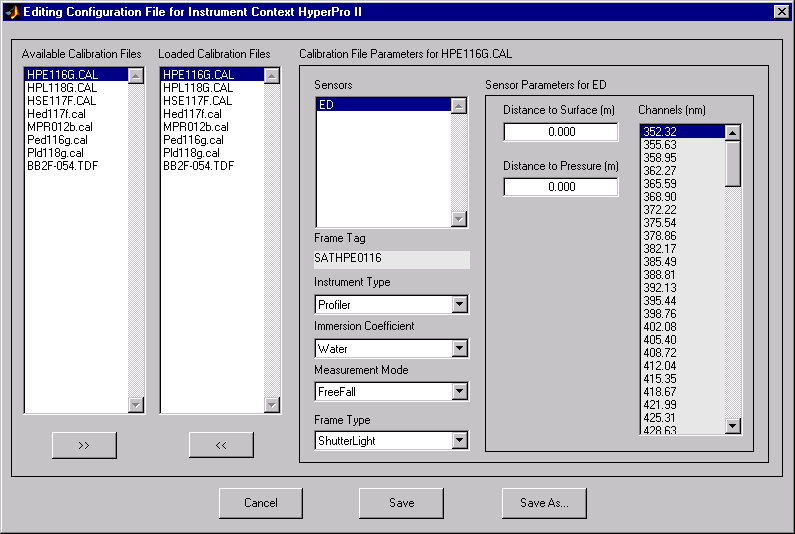 Editing Configuration File for Instrument Context HyperPro II
Available Calibration Files
HPE116G.CAL
HPL118G.CAL
HSE117F.CAL
Hed117f.cal
MPR012b.cal
Ped116g.cal
Pld118g.cal
BB2F-054.TDF
>>
Loaded Calibration Files
HPE116G.CAL
HPL118G.CAL
HSE117F.CAL
Hed117f.cal
MPR012b.cal
Ped116g.cal
Pld118g.cal
BB2F-054.TDF
<<
Calibration File Parameters for HPE116G.CAL
Sensors
ED
Frame Tag
SATHPE0116
Instrument Type
Profiler
Immersion Coefficient
Water
Measurement Mode
FreeFall
Frame Type
ShutterLight
Sensor Parameters for ED
Distance to Surface (m)
0.000
Distance to Pressure (m)
0.000
Channels (nm)
352.32
355.63
358.95
362.27
365.59
368.90
372.22
375.54
378.86
382.17
385.49
388.81
392.13
395.44
398.76
402.08
405.40
408.72
412.04
415.35
418.67
421.99
425.31
428.63
Cancel
Save
Save As...